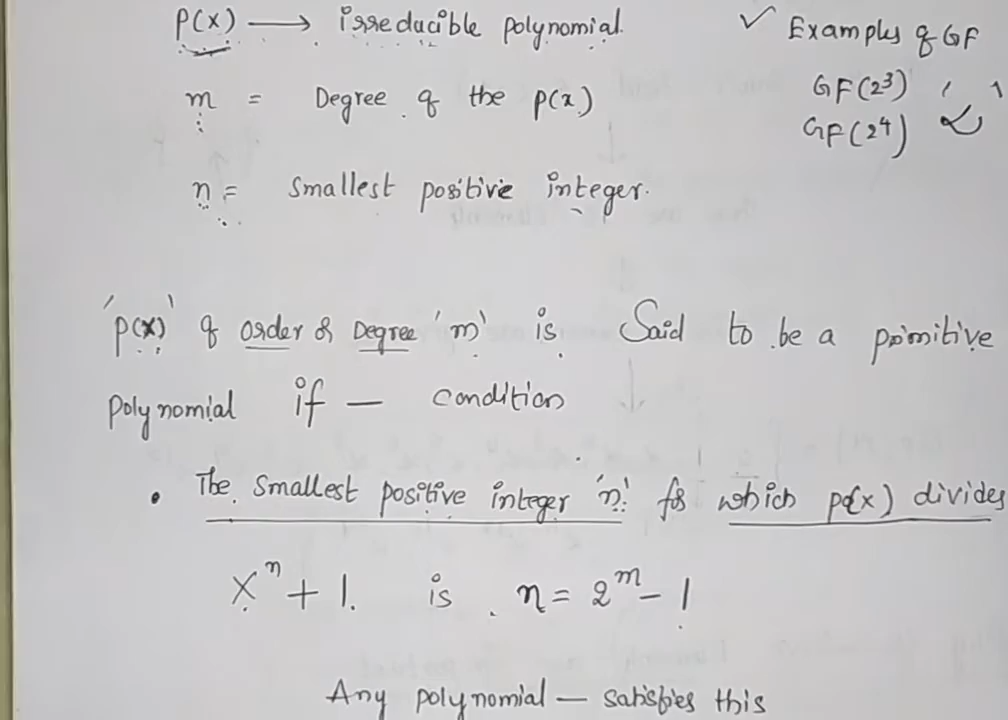 P(x) → irreducible polynomial.
✓ Examples of GF
m = Degree of the p(x)
GF(2³)
GF(2⁴)
n = smallest positive integer.
'p(x)' of order & Degree 'm' is Said to be a primitive
polynomial if — condition
• The smallest positive integer 'n' for which p(x) divides
xⁿ + 1. is n = 2ᵐ - 1
Any polynomial — satisfies this